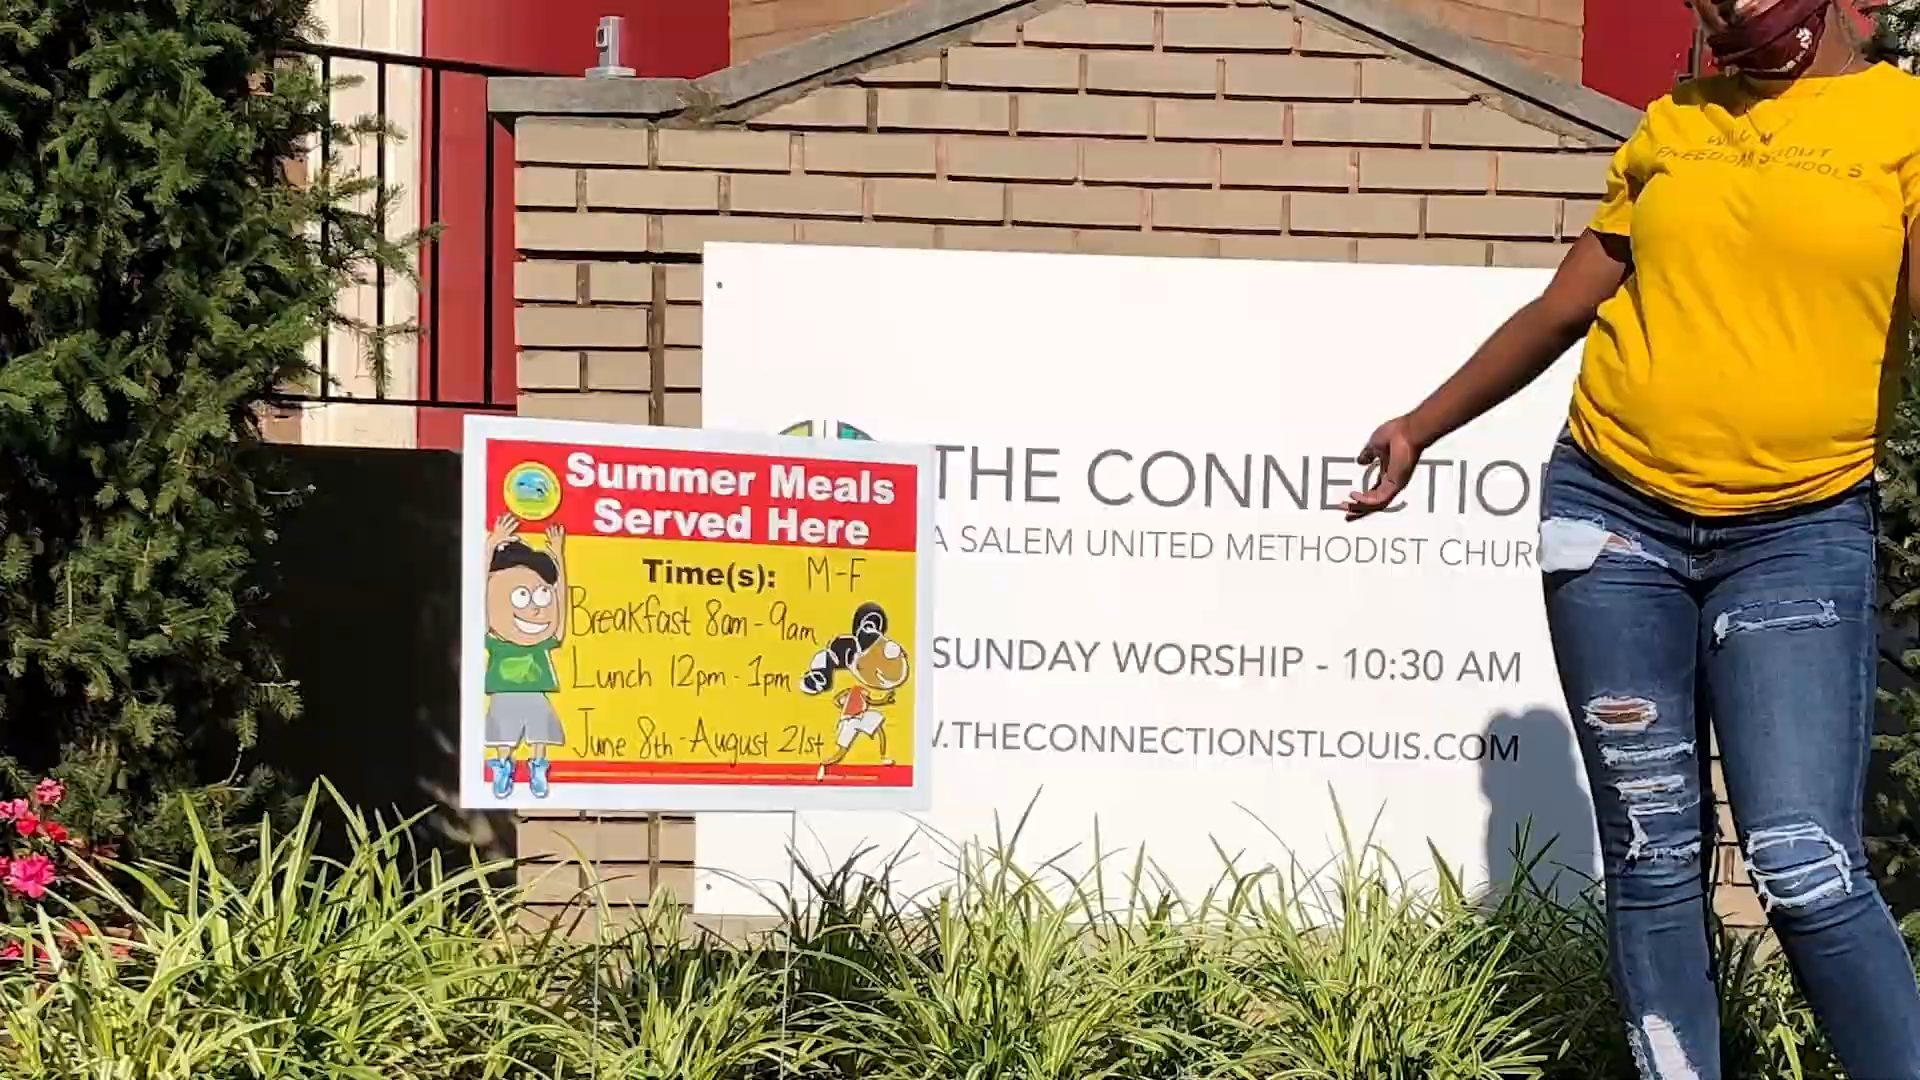 FREEDOM SCHOOLS
Summer Meals
Served Here
Time(s): M-F
Breakfast 8am - 9am
Lunch 12pm - 1pm
June 8th - August 21st
THE CONNECTIO
A SALEM UNITED METHODIST CHUR
SUNDAY WORSHIP - 10:30 AM
.THECONNECTIONSTLOUIS.COM